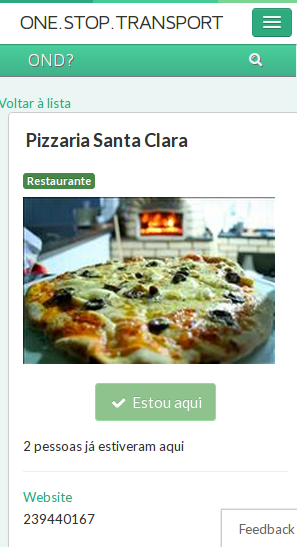 ONE.STOP.TRANSPORT
OND?
Voltar à lista
Pizzaria Santa Clara
Restaurante
Estou aqui
2 pessoas já estiveram aqui
Website
239440167
Feedback